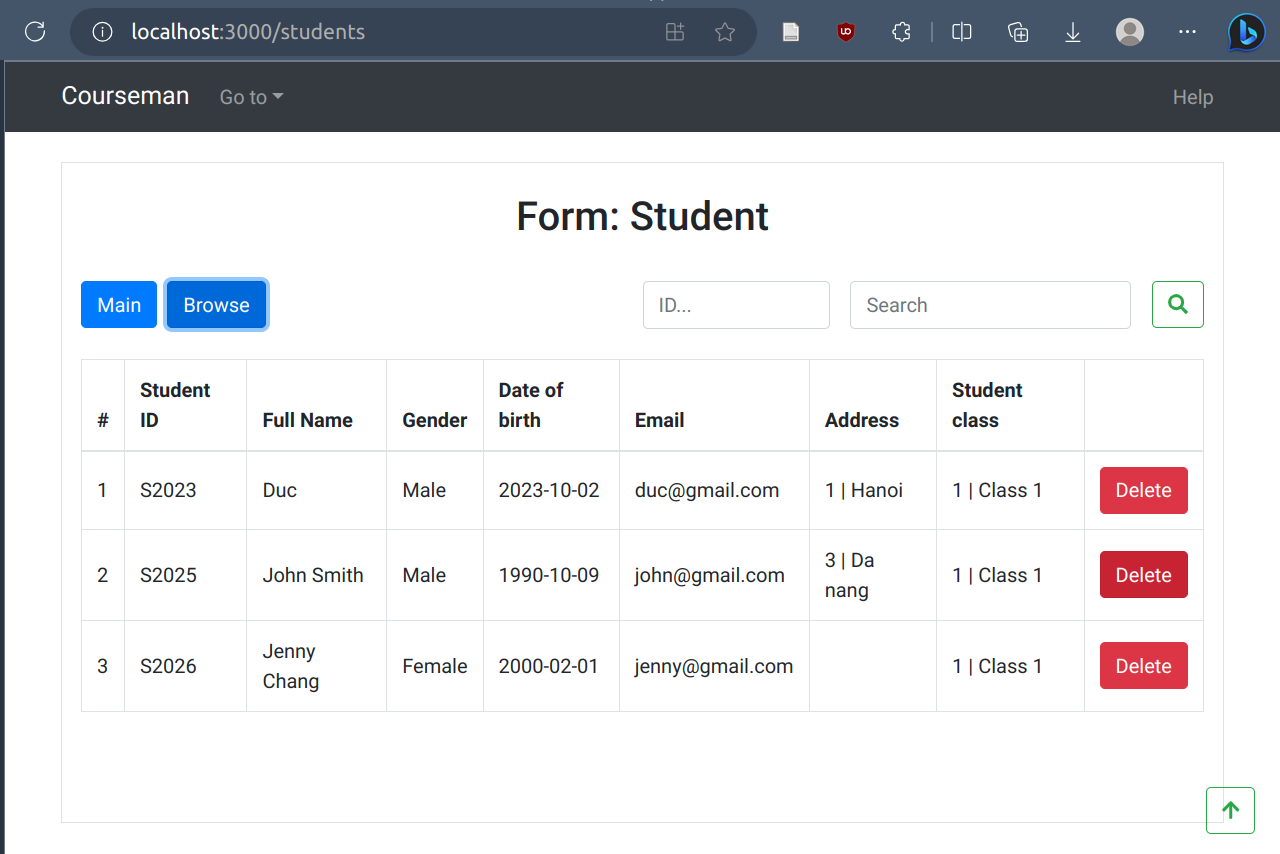 localhost:3000/students
Courseman Go to Help
Form: Student
Main Browse ID... Search
# Student ID Full Name Gender Date of birth Email Address Student class
1 S2023 Duc Male 2023-10-02 duc@gmail.com 1 | Hanoi 1 | Class 1 Delete
2 S2025 John Smith Male 1990-10-09 john@gmail.com 3 | Da nang 1 | Class 1 Delete
3 S2026 Jenny Chang Female 2000-02-01 jenny@gmail.com 1 | Class 1 Delete